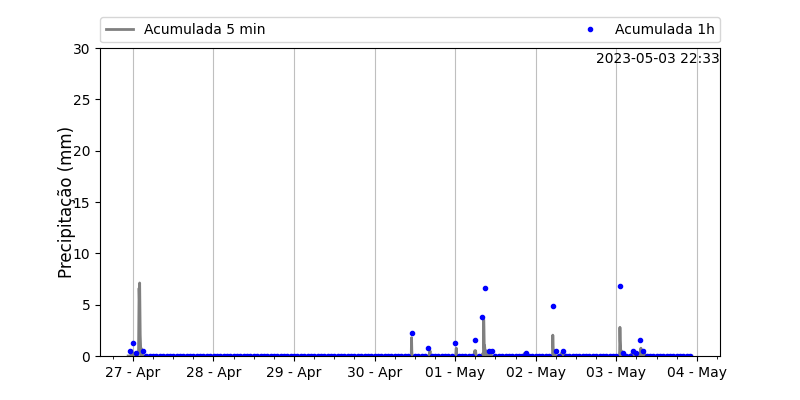 Acumulada 5 min
Acumulada 1h
2023-05-03 22:33
Precipitação (mm)
30
25
20
15
10
5
0
27 - Apr
28 - Apr
29 - Apr
30 - Apr
01 - May
02 - May
03 - May
04 - May